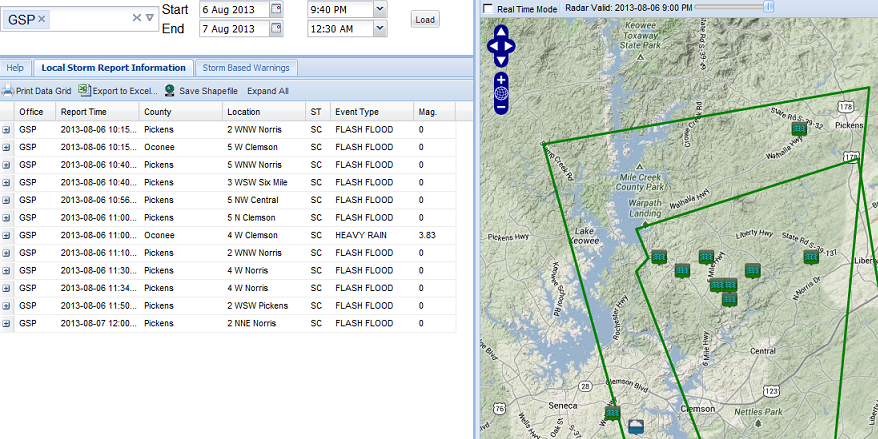 GSP × Start 6 Aug 2013 9:40 PM
End 7 Aug 2013 12:30 AM Load
Help Local Storm Report Information Storm Based Warnings
Print Data Grid Export to Excel... Save Shapefile Expand All
Office Report Time County Location ST Event Type Mag.
GSP 2013-08-06 10:15... Pickens 2 WNW Norris SC FLASH FLOOD 0
GSP 2013-08-06 10:15... Oconee 5 W Clemson SC FLASH FLOOD 0
GSP 2013-08-06 10:40... Pickens 5 WNW Norris SC FLASH FLOOD 0
GSP 2013-08-06 10:40... Pickens 3 WSW Six Mile SC FLASH FLOOD 0
GSP 2013-08-06 10:56... Pickens 5 NW Central SC FLASH FLOOD 0
GSP 2013-08-06 11:00... Pickens 5 N Clemson SC FLASH FLOOD 0
GSP 2013-08-06 11:00... Oconee 4 W Clemson SC HEAVY RAIN 3.83
GSP 2013-08-06 11:10... Pickens 2 WNW Norris SC FLASH FLOOD 0
GSP 2013-08-06 11:30... Pickens 4 W Norris SC FLASH FLOOD 0
GSP 2013-08-06 11:34... Pickens 4 W Norris SC FLASH FLOOD 0
GSP 2013-08-06 11:50... Pickens 2 WSW Pickens SC FLASH FLOOD 0
GSP 2013-08-07 12:00... Pickens 2 NNE Norris SC FLASH FLOOD 0
Real Time Mode Radar Valid: 2013-08-06 9:00 PM
Keowee
Toxaway
State Park
178
State Rd S-39-32
Pickens
Walhalla Hwy
178
Mile Creek
County Park
Walhalla Hwy
Warpath
Landing
Pickens Hwy
Lake
Keowee
Liberty Hwy
State Rd S-39-137
6 Mile Hwy
Rochester Hwy
N Norris Dr
6 Mile Hwy
Central
28
Clemson Blvd
123
Seneca
76
Clemson
Nettles Park
Oak St